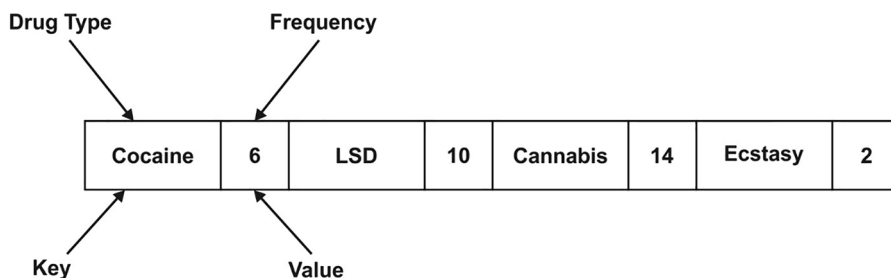 Drug Type Frequency
Cocaine 6 LSD 10 Cannabis 14 Ecstasy 2
Key Value